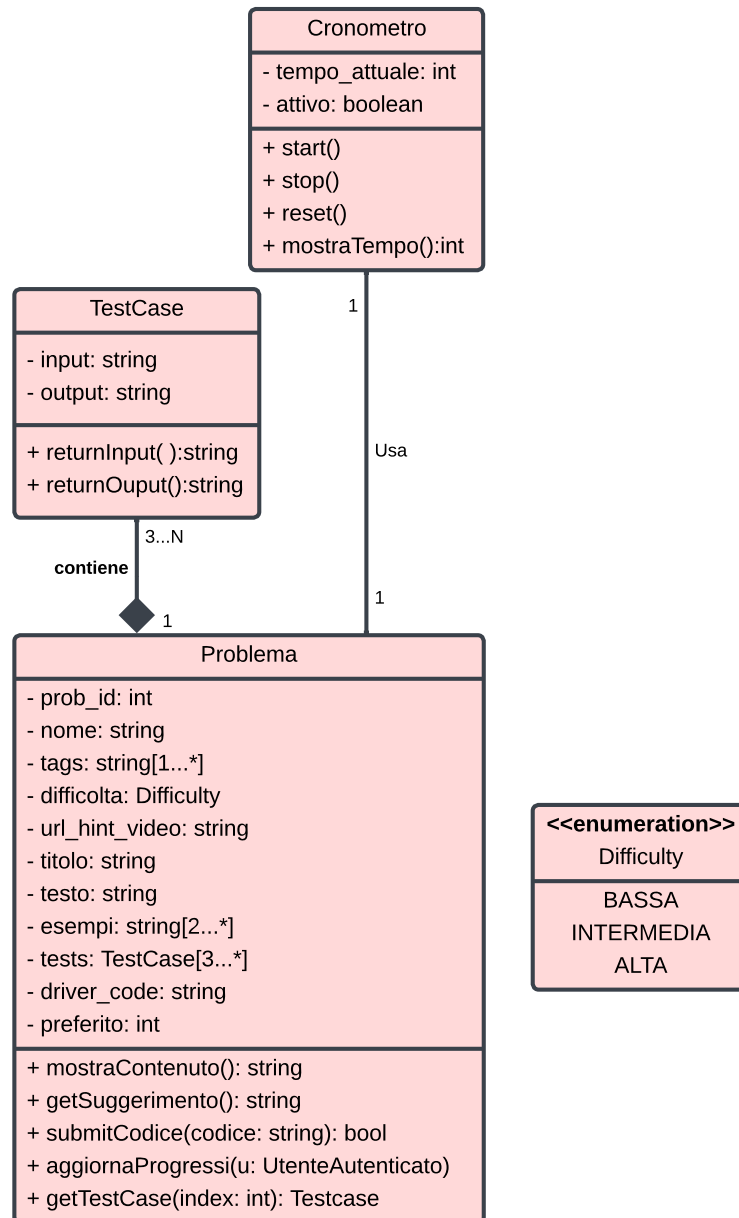 Cronometro
- tempo_attuale: int
- attivo: boolean
+ start()
+ stop()
+ reset()
+ mostraTempo():int
1
Usa
1
TestCase
- input: string
- output: string
+ returnInput( ):string
+ returnOuput():string
3...N
contiene
1
Problema
- prob_id: int
- nome: string
- tags: string[1...*]
- difficolta: Difficulty
- url_hint_video: string
- titolo: string
- testo: string
- esempi: string[2...*]
- tests: TestCase[3...*]
- driver_code: string
- preferito: int
+ mostraContenuto(): string
+ getSuggerimento(): string
+ submitCodice(codice: string): bool
+ aggiornaProgressi(u: UtenteAutenticato)
+ getTestCase(index: int): Testcase
<<enumeration>>
Difficulty
BASSA
INTERMEDIA
ALTA